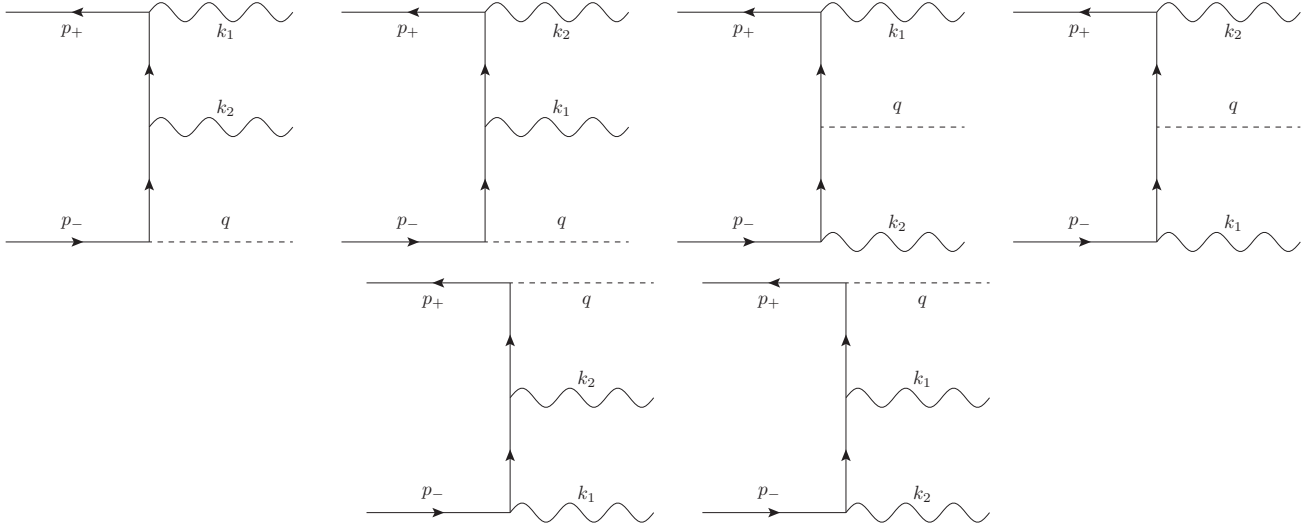 p₊ k₁ p₊ k₂ p₊ k₁ p₊ k₂
k₂ k₁ q q
p₋ q p₋ q p₋ k₂ p₋ k₁
p₊ q p₊ q
k₂ k₁
p₋ k₁ p₋ k₂